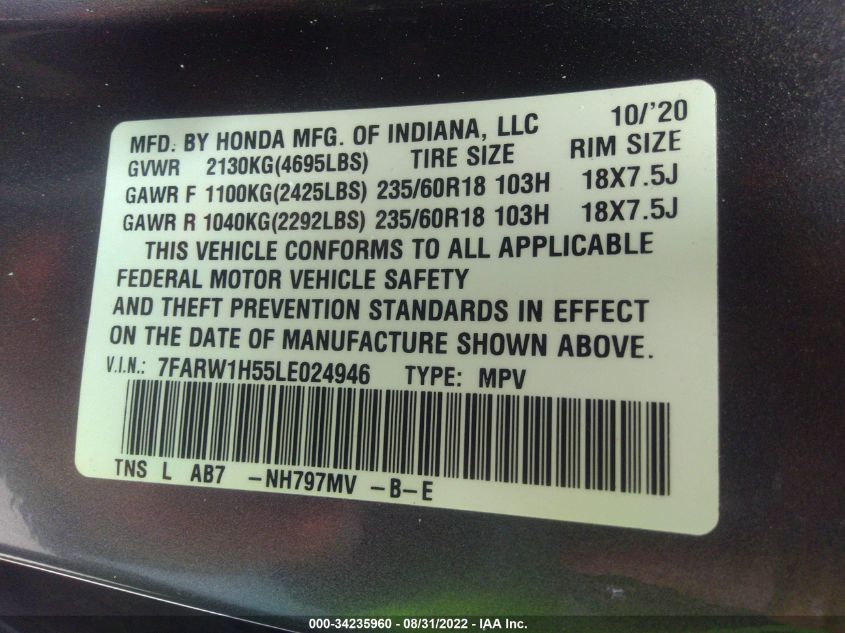 MFD. BY HONDA MFG. OF INDIANA, LLC 10/'20
GVWR 2130KG(4695LBS) TIRE SIZE RIM SIZE
GAWR F 1100KG(2425LBS) 235/60R18 103H 18X7.5J
GAWR R 1040KG(2292LBS) 235/60R18 103H 18X7.5J
THIS VEHICLE CONFORMS TO ALL APPLICABLE
FEDERAL MOTOR VEHICLE SAFETY
AND THEFT PREVENTION STANDARDS IN EFFECT
ON THE DATE OF MANUFACTURE SHOWN ABOVE.
V.I.N.: 7FARW1H55LE024946 TYPE: MPV
TNS L AB7 -NH797MV -B-E
000-34235960 - 08/31/2022 - IAA Inc.